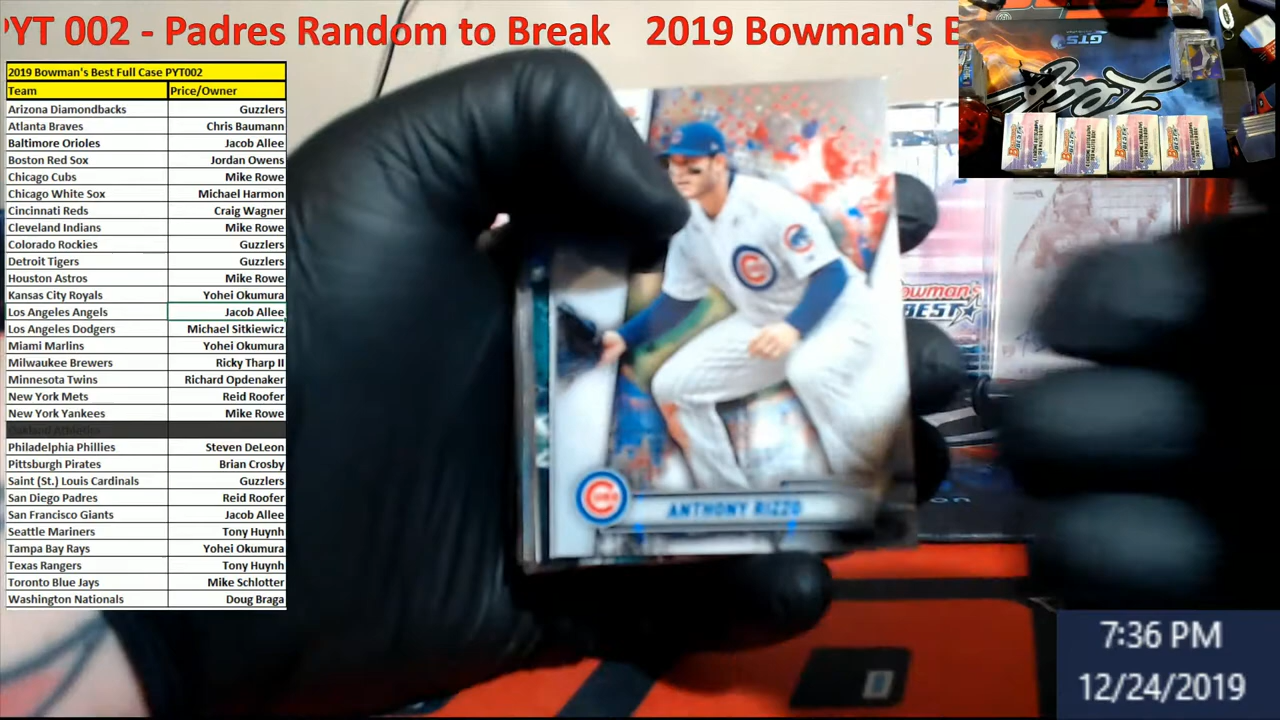 PYT 002 - Padres Random to Break 2019 Bowman's B
2019 Bowman's Best Full Case PYT002
Team Price/Owner
Arizona Diamondbacks Guzzlers
Atlanta Braves Chris Baumann
Baltimore Orioles Jacob Allee
Boston Red Sox Jordan Owens
Chicago Cubs Mike Rowe
Chicago White Sox Michael Harmon
Cincinnati Reds Craig Wagner
Cleveland Indians Mike Rowe
Colorado Rockies Guzzlers
Detroit Tigers Guzzlers
Houston Astros Mike Rowe
Kansas City Royals Yohei Okumura
Los Angeles Angels Jacob Allee
Los Angeles Dodgers Michael Sitkiewicz
Miami Marlins Yohei Okumura
Milwaukee Brewers Ricky Tharp II
Minnesota Twins Richard Opdenaker
New York Mets Reid Roofer
New York Yankees Mike Rowe
Oakland Athletics
Philadelphia Phillies Steven DeLeon
Pittsburgh Pirates Brian Crosby
Saint (St.) Louis Cardinals Guzzlers
San Diego Padres Reid Roofer
San Francisco Giants Jacob Allee
Seattle Mariners Tony Huynh
Tampa Bay Rays Yohei Okumura
Texas Rangers Tony Huynh
Toronto Blue Jays Mike Schlotter
Washington Nationals Doug Braga
ANTHONY RIZZO
Bowman's
BEST
GTS
7:36 PM
12/24/2019